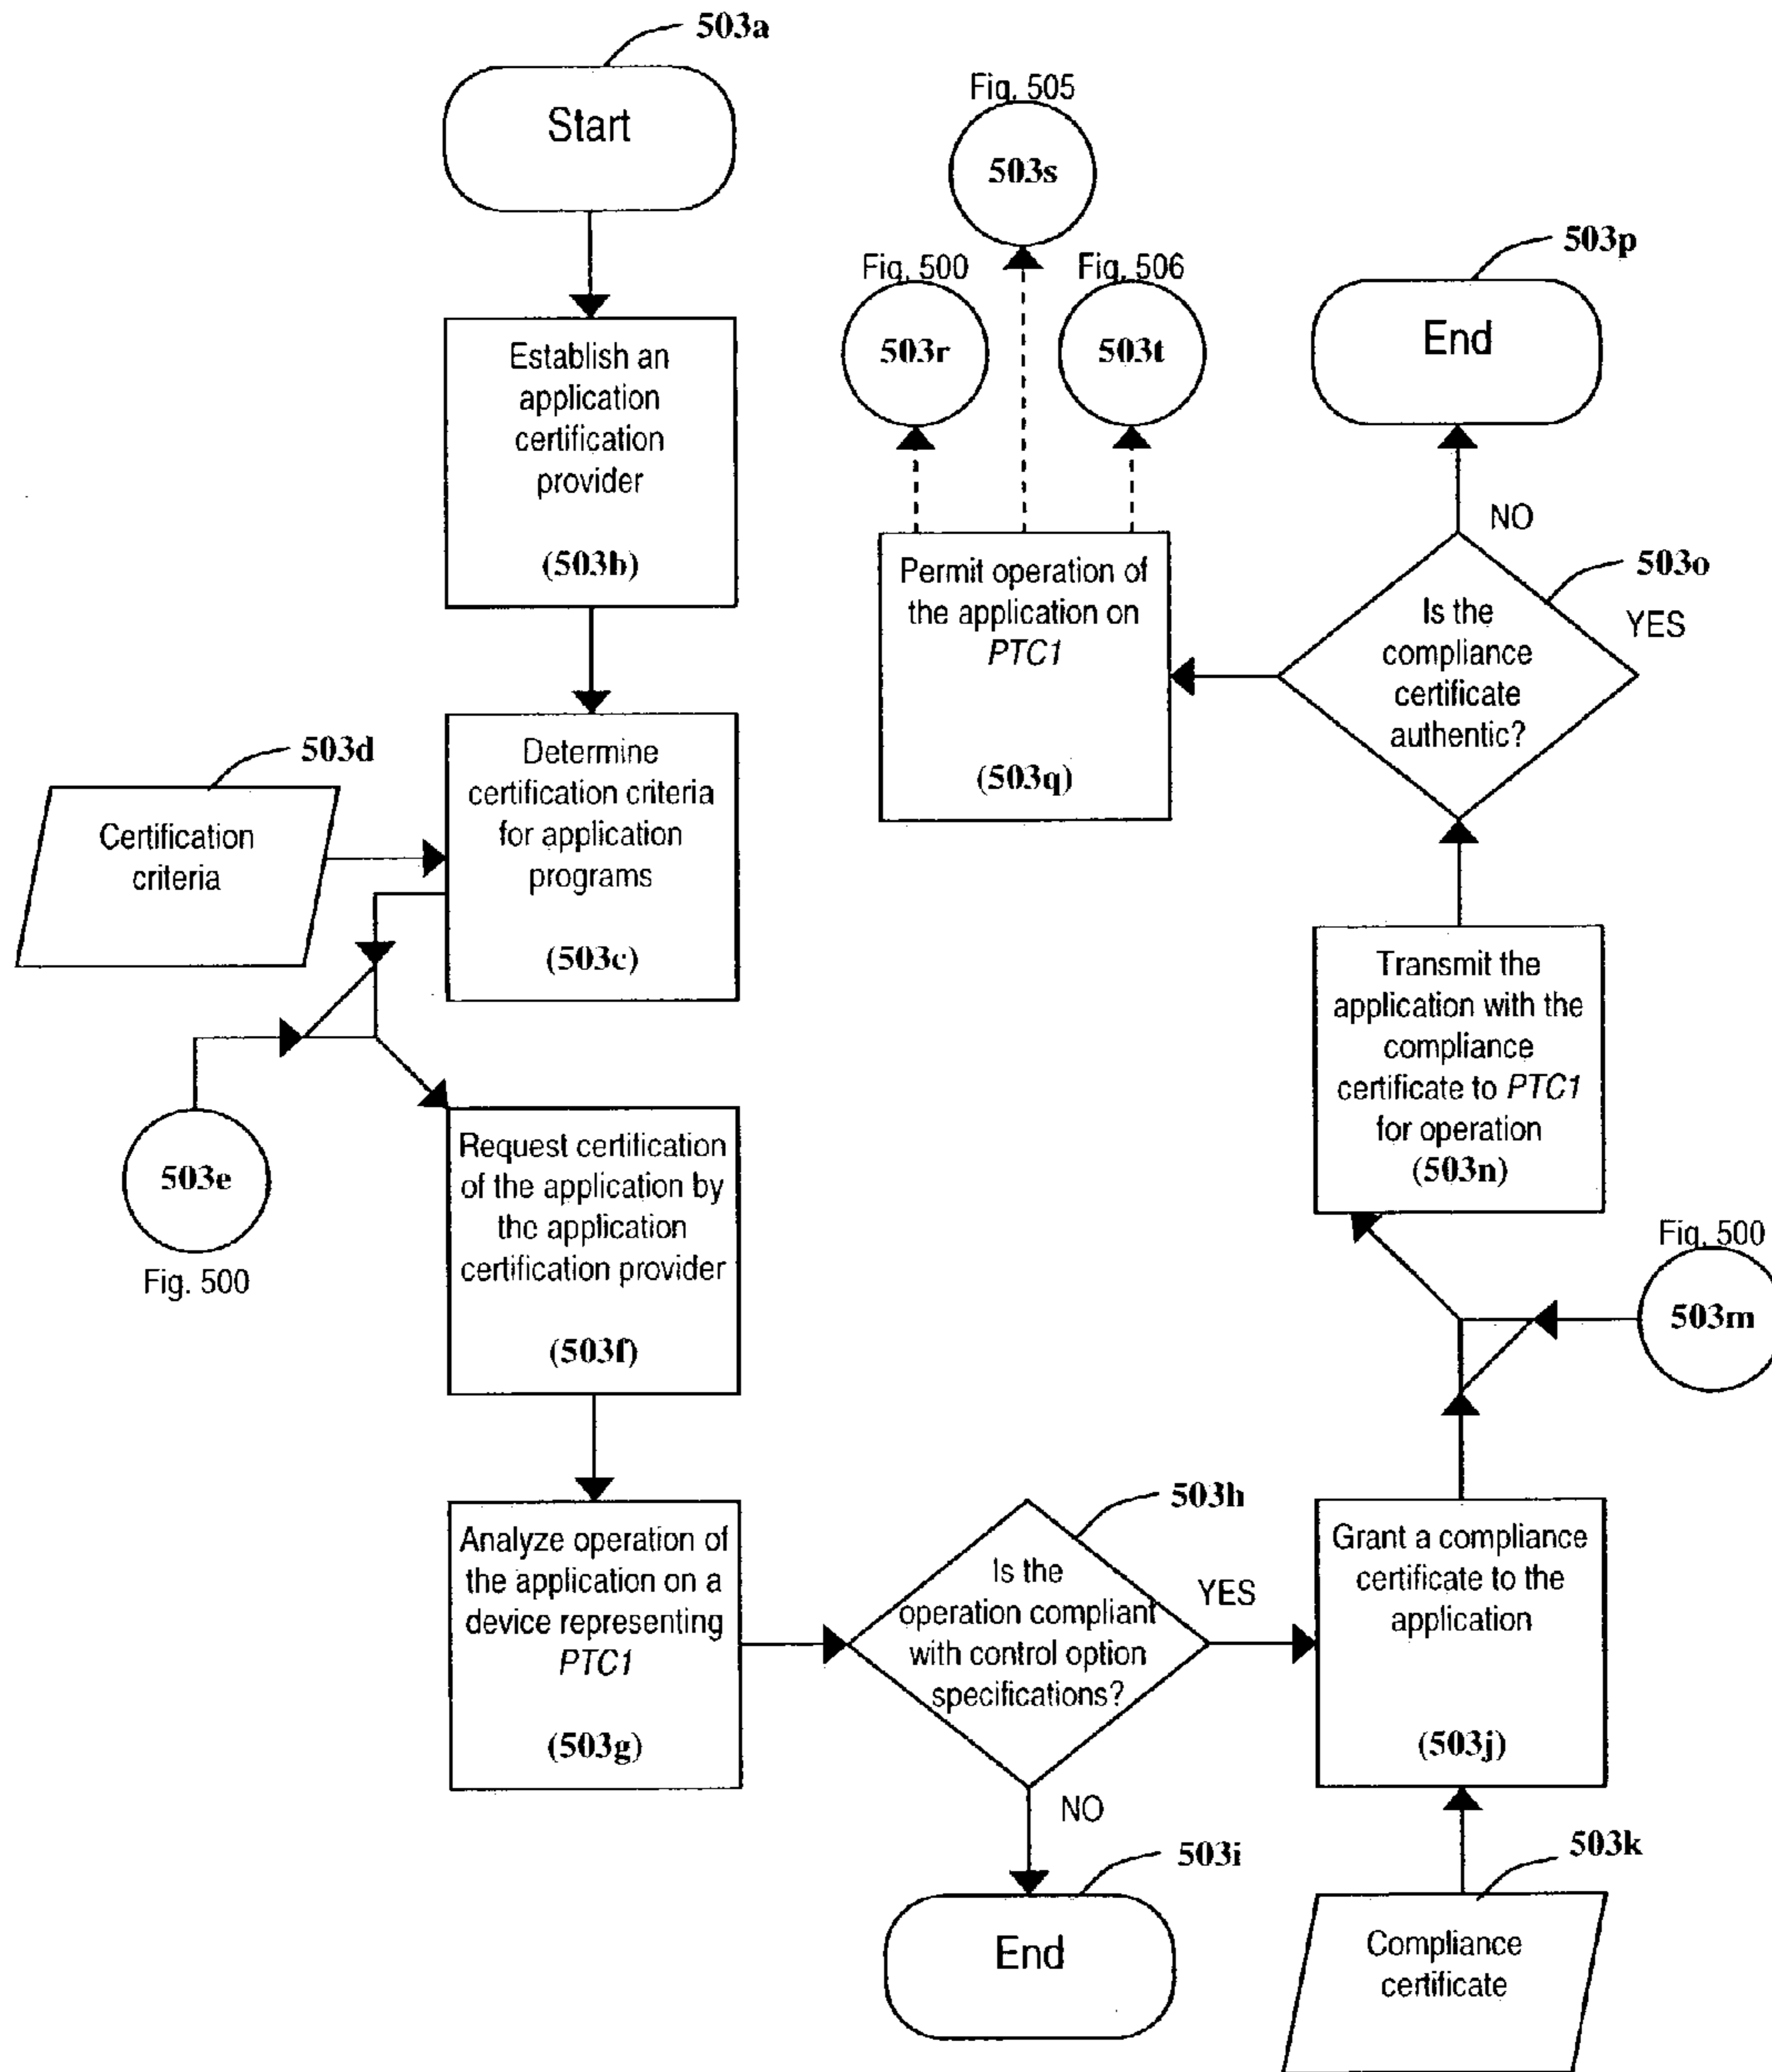 503a
Start
Establish an
application
certification
provider
(503b)
503d
Certification
criteria
Determine
certification criteria
for application
programs
(503c)
503e
Fig. 500
Request certification
of the application by
the application
certification provider
(503f)
Analyze operation of
the application on a
device representing
PTC1
(503g)
503h
Is the
operation compliant
with control option
specifications?
YES
NO
503i
End
Grant a compliance
certificate to the
application
(503j)
503k
Compliance
certificate
Fig. 500
503m
Transmit the
application with the
compliance
certificate to PTC1
for operation
(503n)
503o
Is the
compliance
certificate
authentic?
YES
NO
503p
End
Permit operation of
the application on
PTC1
(503q)
Fig. 500
503r
Fig. 505
503s
Fig. 506
503t